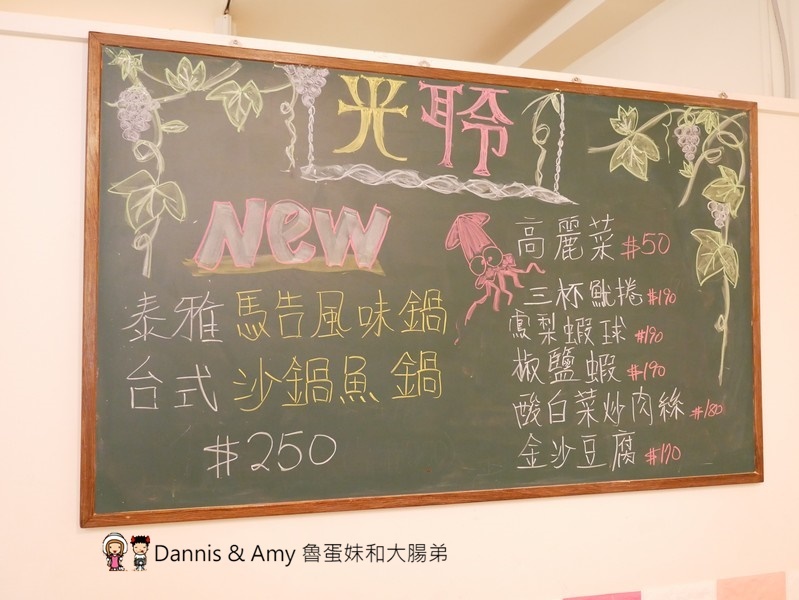 光聆
New
泰雅 馬告風味鍋
台式 沙鍋魚鍋
$250
高麗菜 $50
三杯魷捲 $190
鳳梨蝦球 $190
椒鹽蝦 $190
酸白菜炒肉絲 $180
金沙豆腐 $170
Dannis & Amy 魯蛋妹和大腸弟